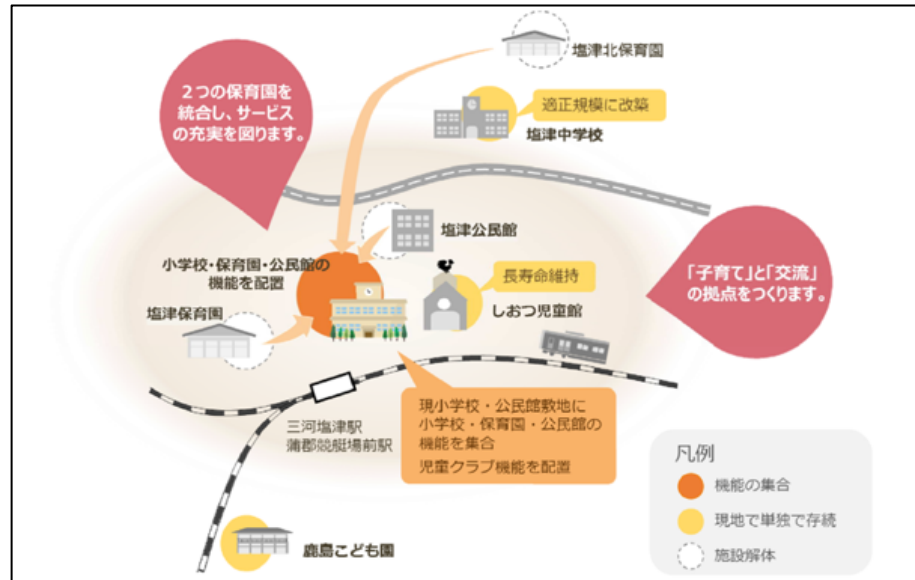 塩津北保育園
2つの保育園を
統合し、サービス
の充実を図ります。
適正規模に改築
塩津中学校
塩津公民館
小学校・保育園・公民館の
機能を配置
長寿命維持
しおつ児童館
「子育て」と「交流」
の拠点をつくります。
塩津保育園
三河塩津駅
蒲郡競艇場前駅
現小学校・公民館敷地に
小学校・保育園・公民館の
機能を集合
児童クラブ機能を配置
鹿島こども園
凡例
機能の集合
現地で単独で存続
施設解体